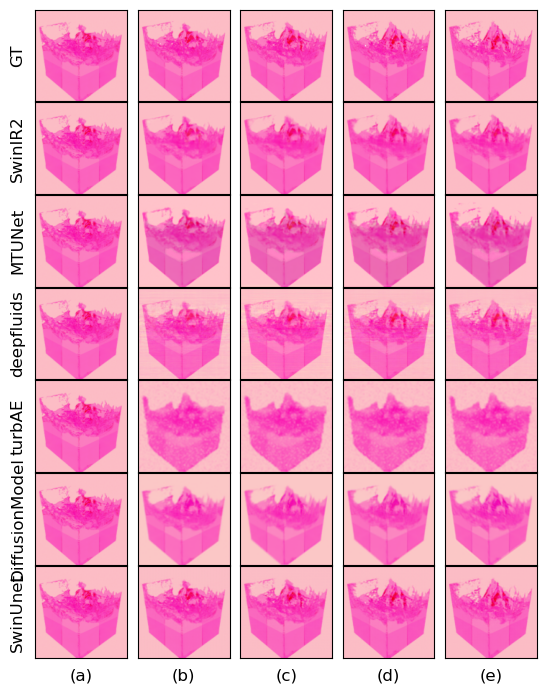 GT
SwinIR2
MTUNet
deepfluids
turbAE
DiffusionModel
SwinUnet
(a) (b) (c) (d) (e)